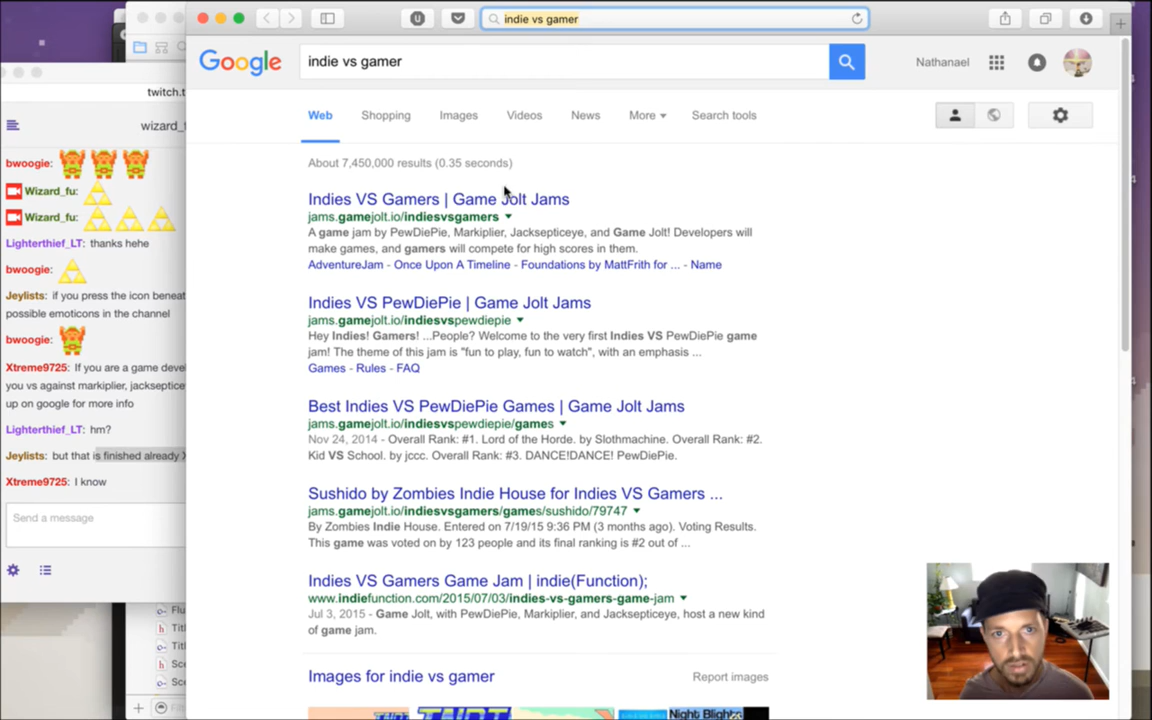 indie vs gamer
twitch.t
wizard_f
bwoogie:
Wizard_fu:
Wizard_fu:
Lighterthief_LT: thanks hehe
bwoogie:
Jeylists: if you press the icon beneat
possible emoticons in the channel
bwoogie:
Xtreme9725: If you are a game deve
you vs against markiplier, jackseptice
up on google for more info
Lighterthief_LT: hm?
Jeylists: but that is finished already X
Xtreme9725: I know
Send a message
Flu
Titl
Titl
Sce
Sce
Google
indie vs gamer
Nathanael
Web Shopping Images Videos News More Search tools
About 7,450,000 results (0.35 seconds)
Indies VS Gamers | Game Jolt Jams
jams.gamejolt.io/indiesvsgamers
A game jam by PewDiePie, Markiplier, Jacksepticeye, and Game Jolt! Developers will
make games, and gamers will compete for high scores in them.
AdventureJam - Once Upon A Timeline - Foundations by MattFrith for ... - Name
Indies VS PewDiePie | Game Jolt Jams
jams.gamejolt.io/indiesvspewdiepie
Hey Indies! Gamers! ...People? Welcome to the very first Indies VS PewDiePie game
jam! The theme of this jam is "fun to play, fun to watch", with an emphasis ...
Games - Rules - FAQ
Best Indies VS PewDiePie Games | Game Jolt Jams
jams.gamejolt.io/indiesvspewdiepie/games
Nov 24, 2014 - Overall Rank: #1. Lord of the Horde. by Slothmachine. Overall Rank: #2.
Kid VS School. by jccc. Overall Rank: #3. DANCE!DANCE! PewDiePie.
Sushido by Zombies Indie House for Indies VS Gamers ...
jams.gamejolt.io/indiesvsgamers/games/sushido/79747
By Zombies Indie House. Entered on 7/19/15 9:36 PM (3 months ago). Voting Results.
This game was voted on by 123 people and its final ranking is #2 out of ...
Indies VS Gamers Game Jam | indie(Function);
www.indiefunction.com/2015/07/03/indies-vs-gamers-game-jam
Jul 3, 2015 - Game Jolt, with PewDiePie, Markiplier, and Jacksepticeye, host a new kind
of game jam.
Images for indie vs gamer
Report images
Night Blights